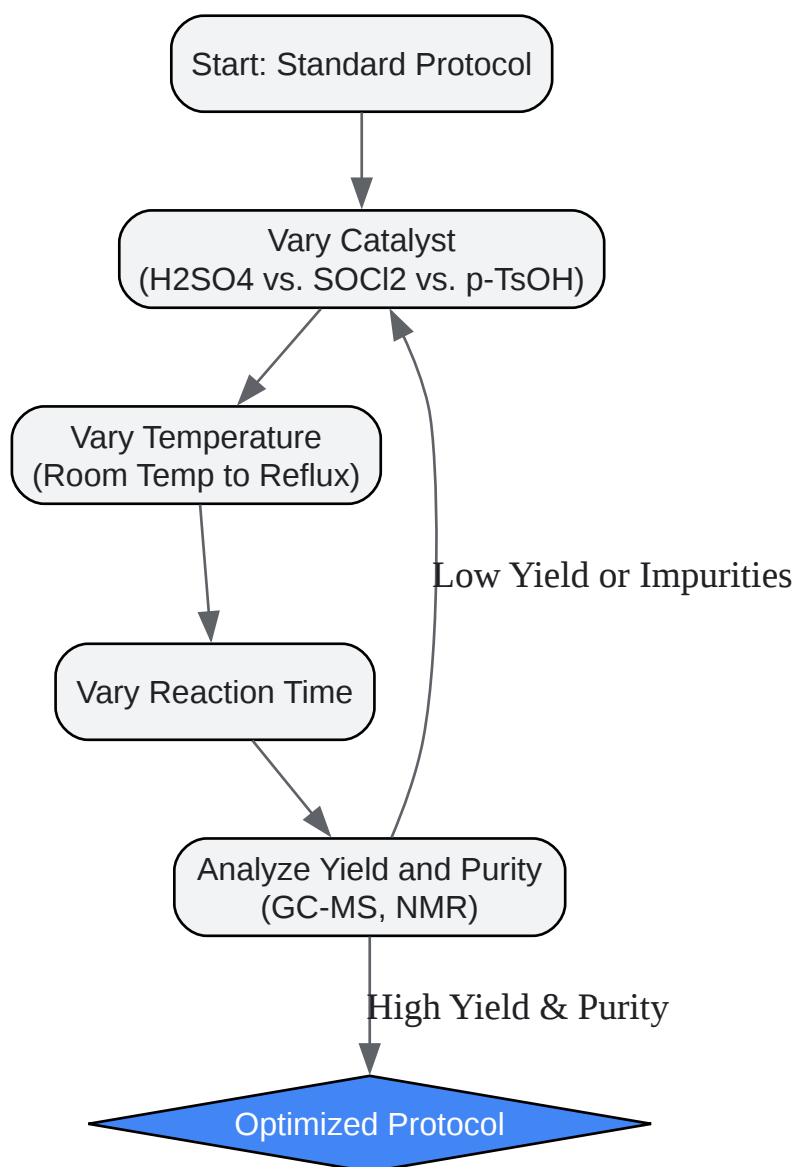 Start: Standard Protocol
Vary Catalyst
(H2SO4 vs. SOCl2 vs. p-TsOH)
Vary Temperature
(Room Temp to Reflux)
Low Yield or Impurities
Vary Reaction Time
Analyze Yield and Purity
(GC-MS, NMR)
High Yield & Purity
Optimized Protocol